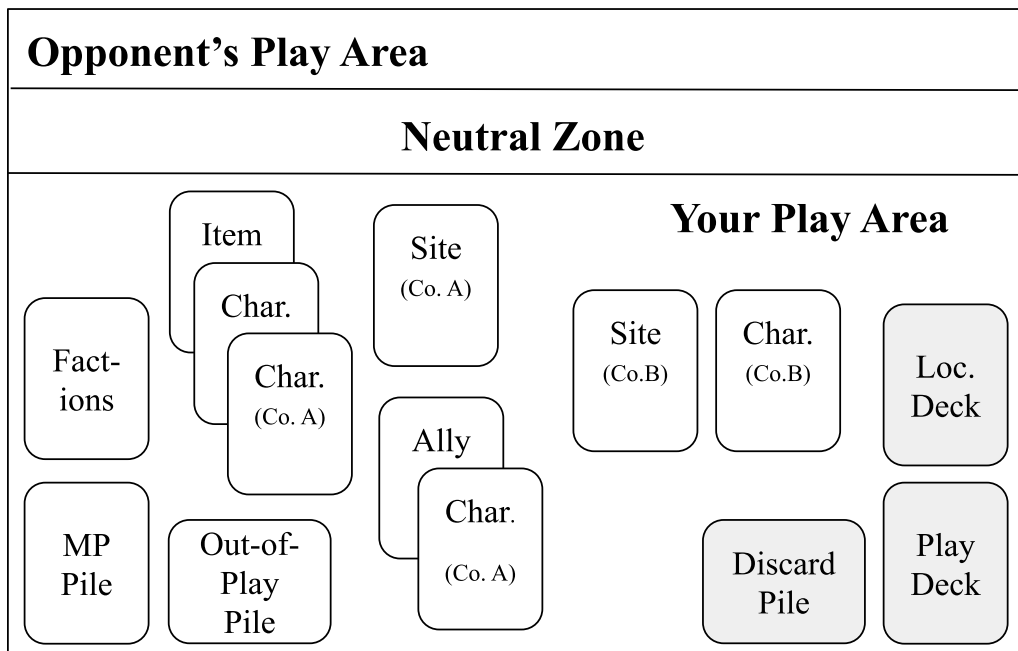 Opponent's Play Area
Neutral Zone
Your Play Area
Item
Char.
Char.
(Co. A)
Site
(Co. A)
Site
(Co.B)
Char.
(Co.B)
Loc.
Deck
Fact-
ions
Ally
Char.
(Co. A)
MP
Pile
Out-of-
Play
Pile
Discard
Pile
Play
Deck